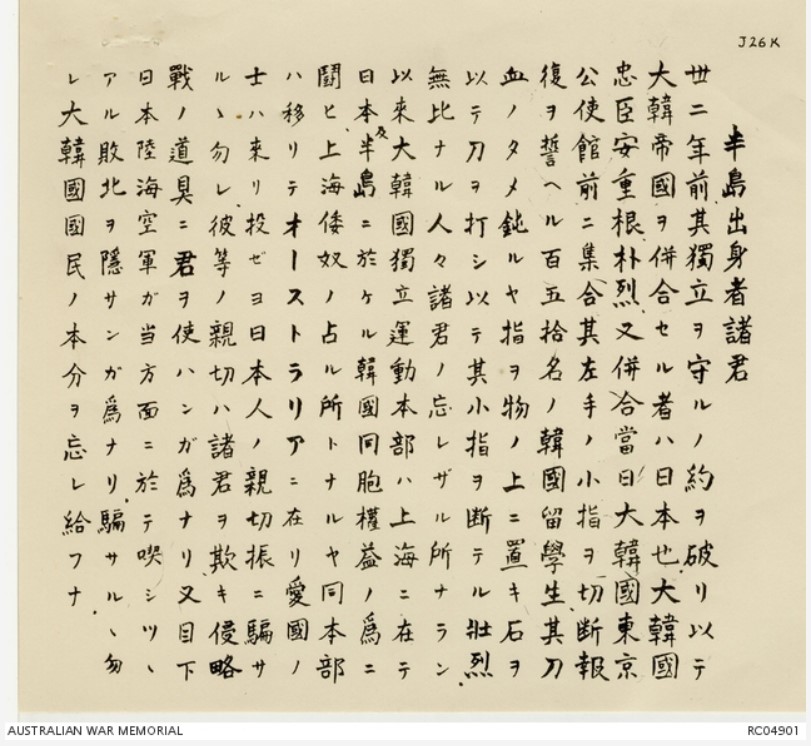 J26K
半島出身者諸君
丗二年前其獨立ヲ守ルノ約ヲ破リ以テ
大韓帝國ヲ併合セル者ハ日本也大韓國
忠臣安重根朴烈又併合當日大韓國東京
公使館前ニ集合其左手ノ小指ヲ切断報
復ヲ誓ヘル百五拾名ノ韓國留學生其刀
血ノタメ鈍ルヤ指ヲ物ノ上ニ置キ石ヲ
以テ刀ヲ打シ以テ其小指ヲ断テル壯烈
無比ナル人々諸君ノ忘レザル所ナラン.
以來大韓國獨立運動本部ハ上海ニ在テ
日本及半島ニ於ケル韓國同胞權益ノ為ニ
鬪ヒ上海倭奴ノ占ル所トナルヤ同本部
ハ移リテオーストラリアニ在リ愛國ノ
士ハ来リ投ゼヨ日本人ノ親切振ニ騙サ
ルヽ勿レ彼等ノ親切ハ諸君ヲ欺キ侵略
戰ノ道具ニ君ヲ使ハンガ爲ナリ又目下
日本陸海空軍ガ当方面ニ於テ喫シツヽ
アル敗北ヲ隱サンガ爲ナリ騙サルヽ勿
レ大韓國國民ノ本分ヲ忘レ給フナ.
AUSTRALIAN WAR MEMORIAL
RC04901